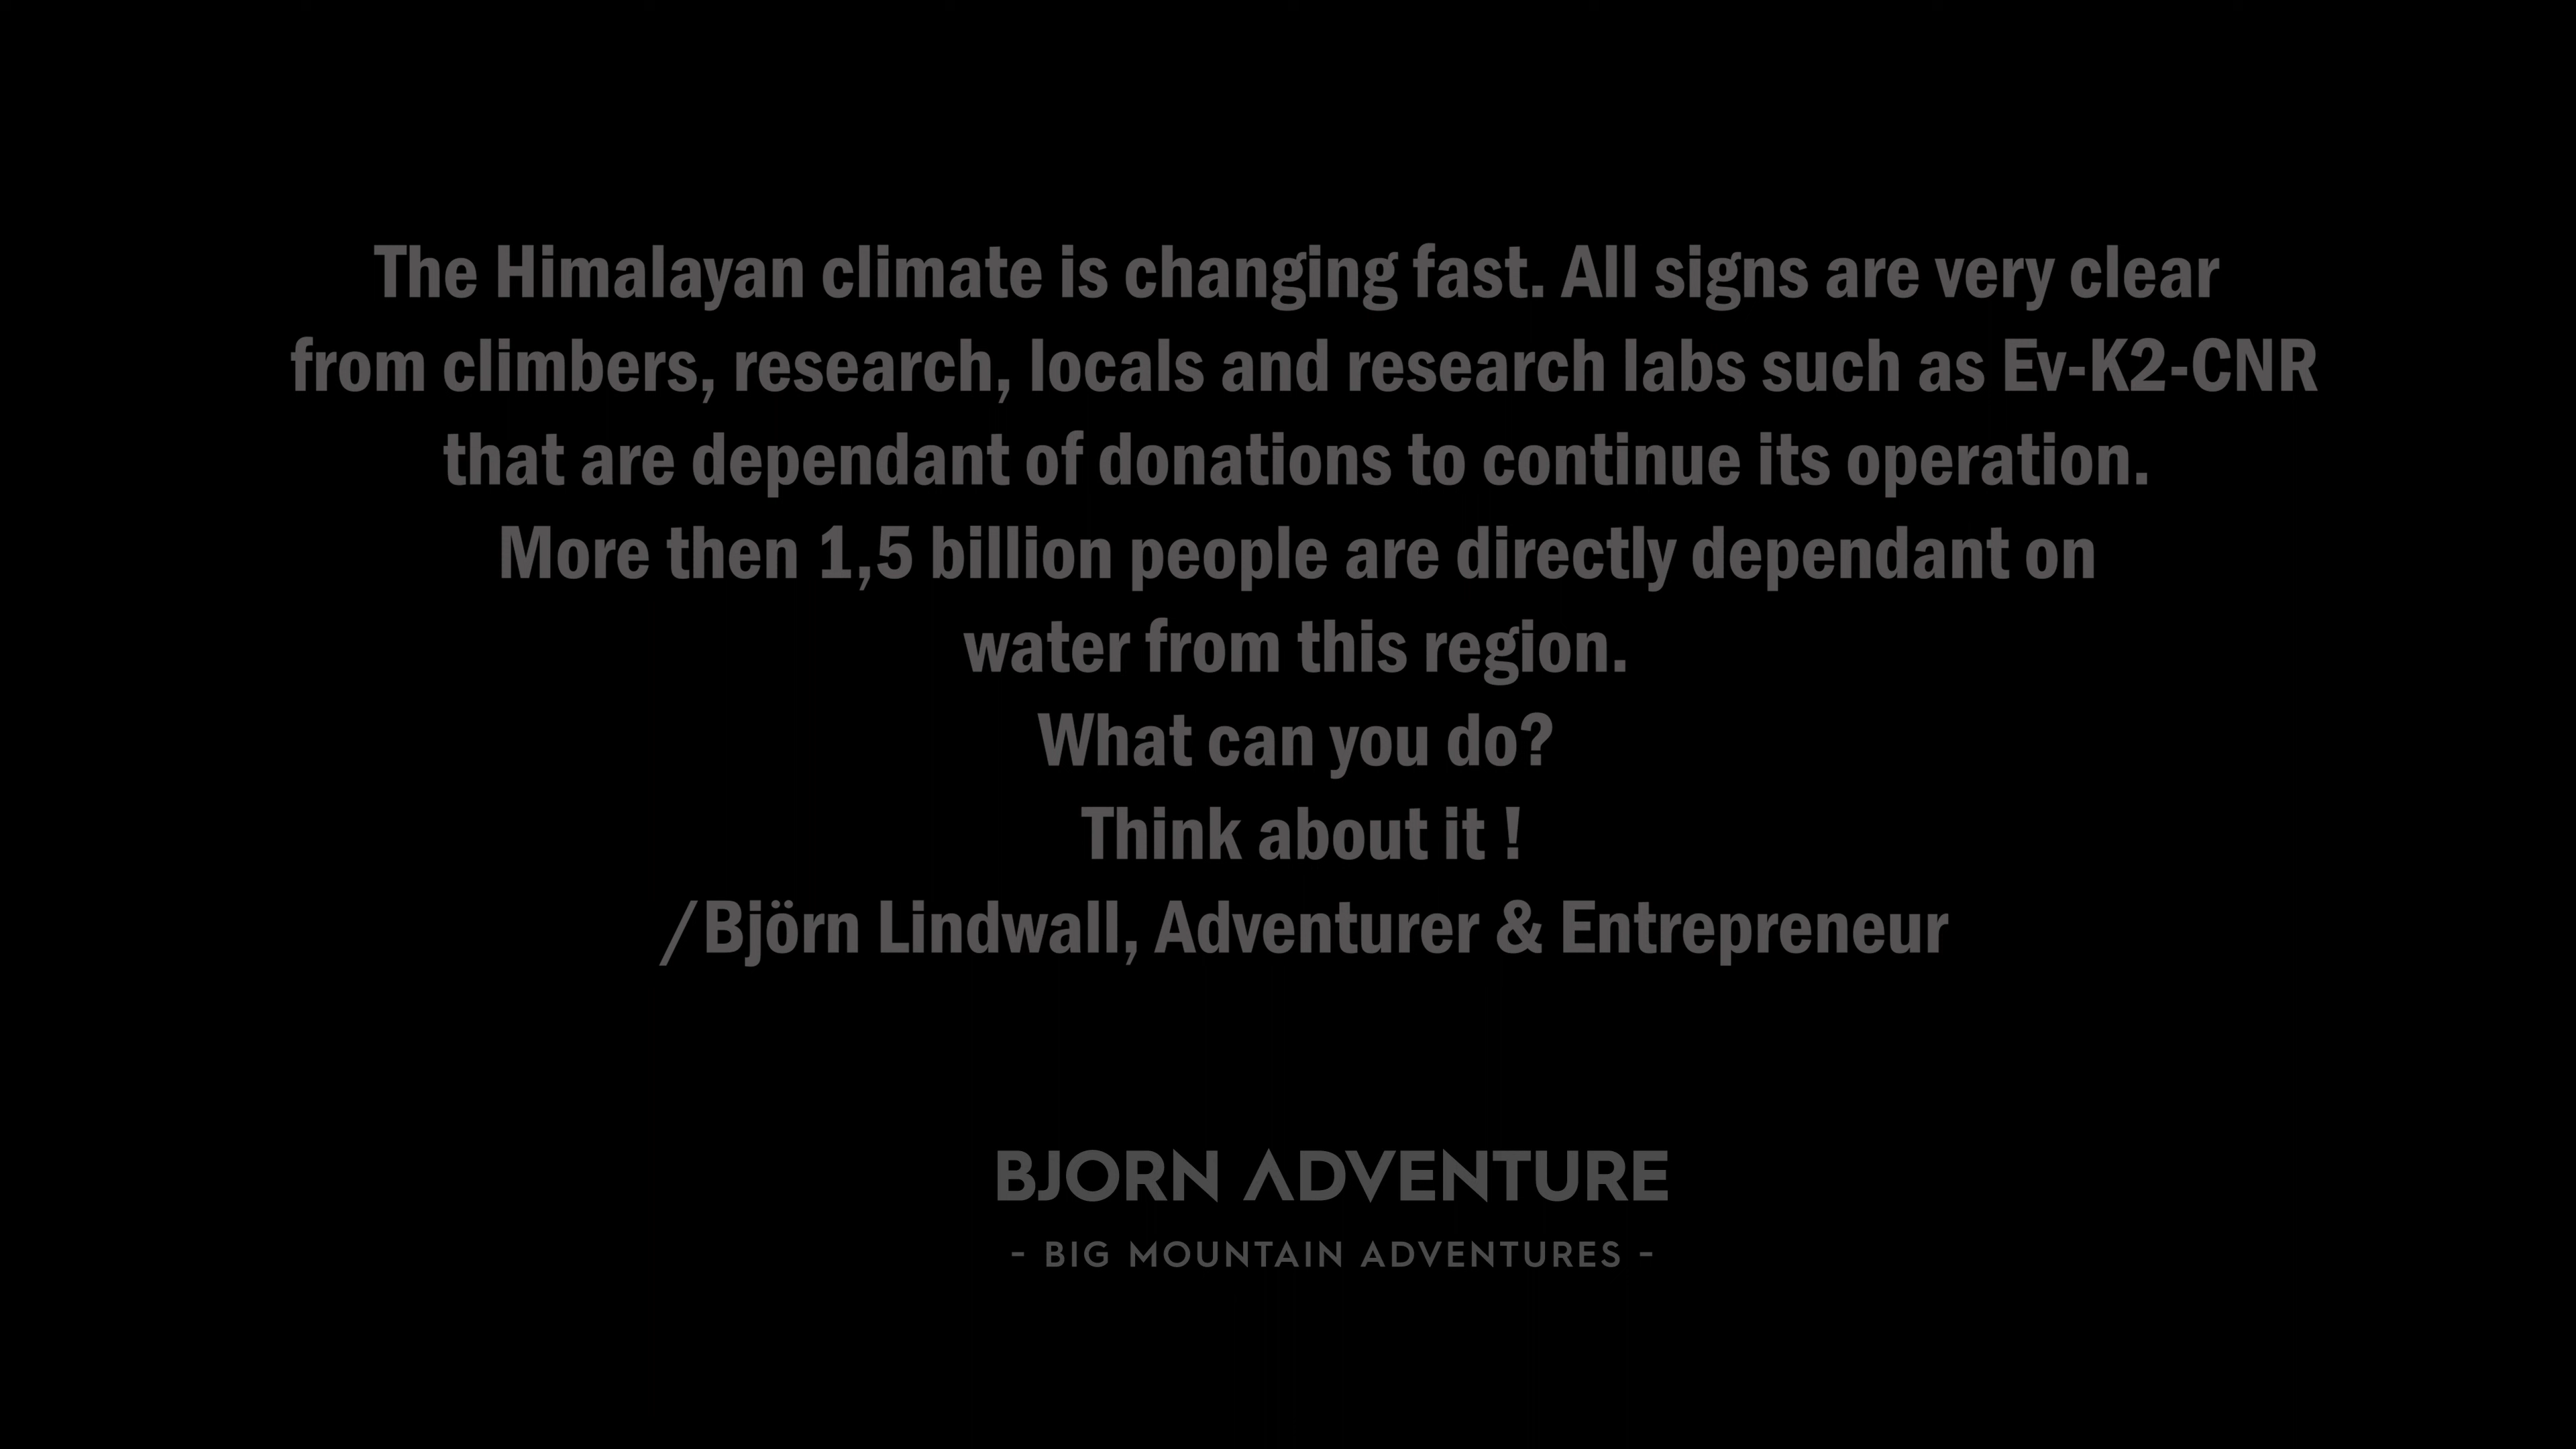 The Himalayan climate is changing fast. All signs are very clear
from climbers, research, locals and research labs such as Ev-K2-CNR
that are dependant of donations to continue its operation.
More then 1,5 billion people are directly dependant on
water from this region.
What can you do?
Think about it !
/Björn Lindwall, Adventurer & Entrepreneur
BJORN ADVENTURE
- BIG MOUNTAIN ADVENTURES -